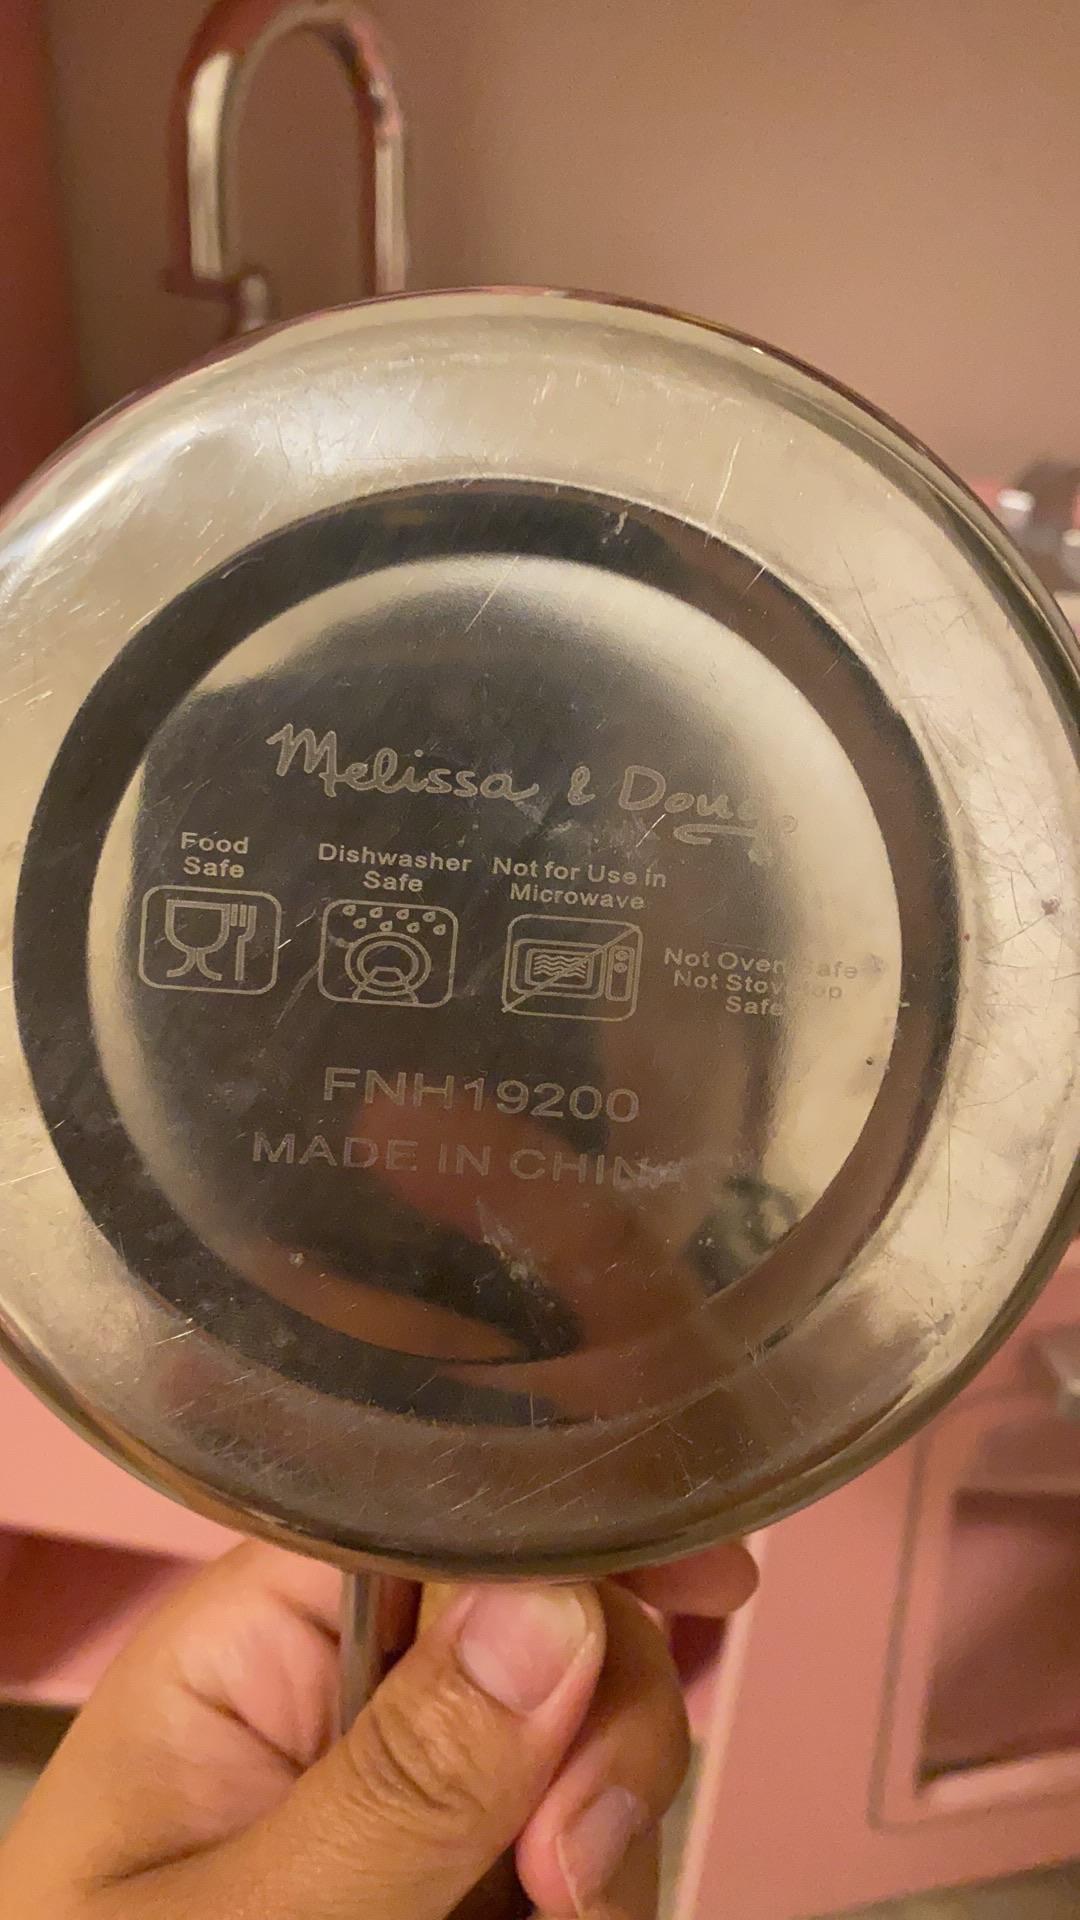 Melissa & Doug
Food
Safe
Dishwasher
Safe
Not for Use in
Microwave
Not Oven Safe
Not Stovetop
Safe
FNH19200
MADE IN CHINA